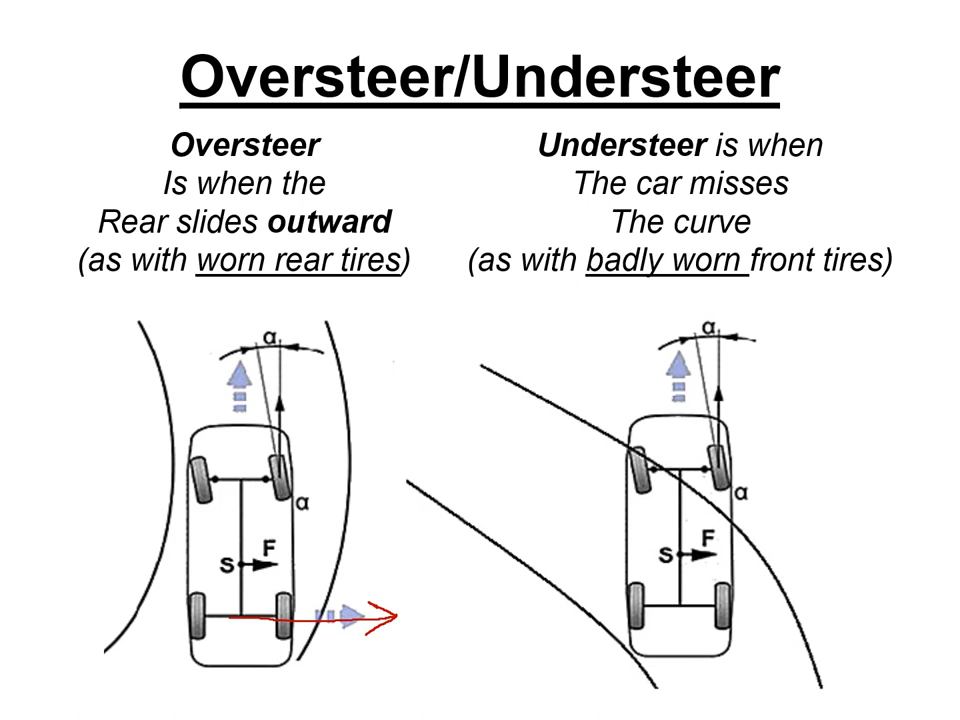 Oversteer/Understeer
Oversteer
Is when the
Rear slides outward
(as with worn rear tires)
Understeer is when
The car misses
The curve
(as with badly worn front tires)
α
α
F
S
α
α
F
S